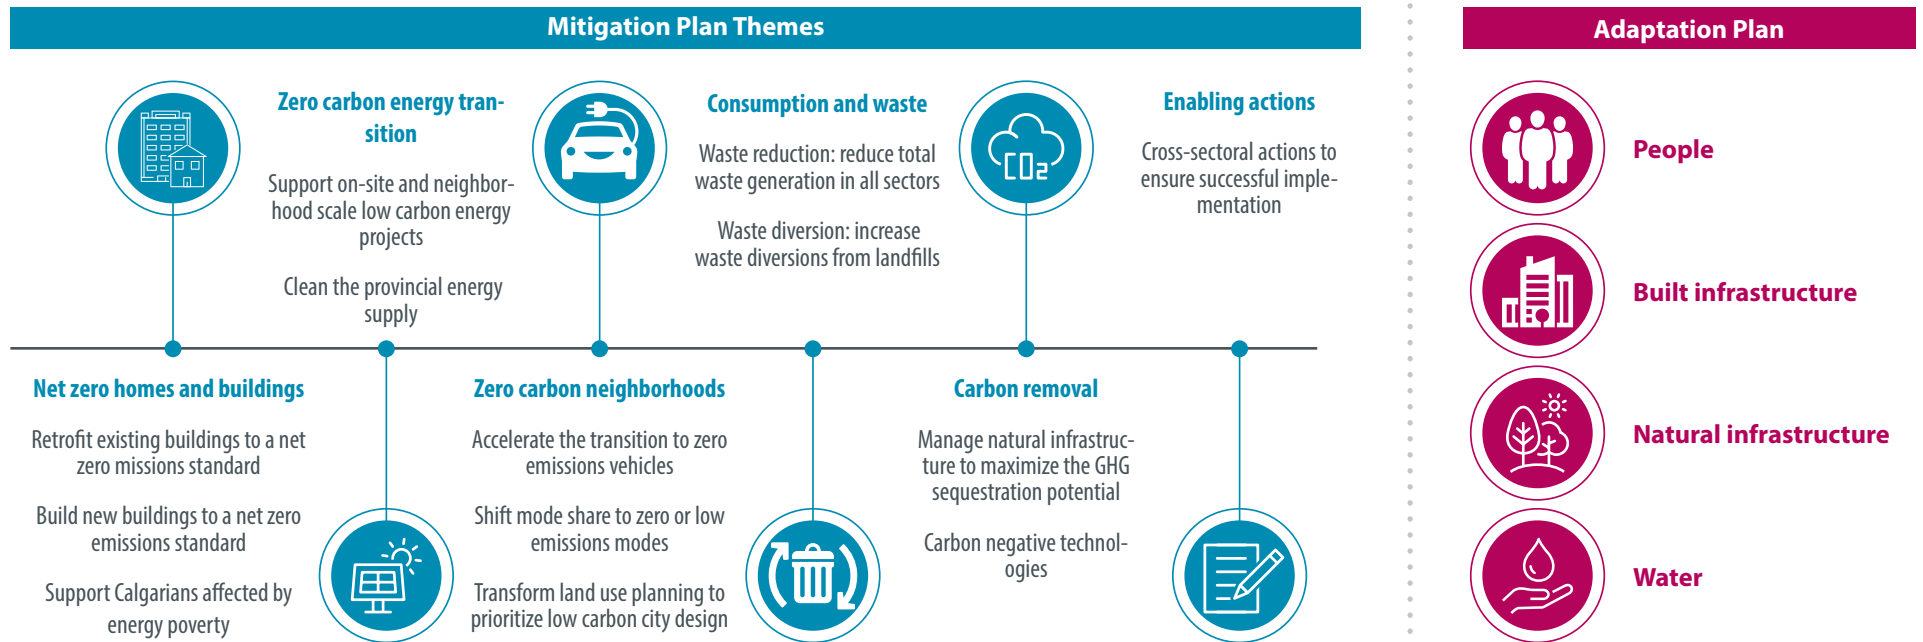 Mitigation Plan Themes
Zero carbon energy tran-
sition
Support on-site and neighbor-
hood scale low carbon energy
projects
Clean the provincial energy
supply
Consumption and waste
Waste reduction: reduce total
waste generation in all sectors
Waste diversion: increase
waste diversions from landfills
CO2
Enabling actions
Cross-sectoral actions to
ensure successful imple-
mentation
Net zero homes and buildings
Retrofit existing buildings to a net
zero missions standard
Build new buildings to a net zero
emissions standard
Support Calgarians affected by
energy poverty
Zero carbon neighborhoods
Accelerate the transition to zero
emissions vehicles
Shift mode share to zero or low
emissions modes
Transform land use planning to
prioritize low carbon city design
Carbon removal
Manage natural infrastruc-
ture to maximize the GHG
sequestration potential
Carbon negative technol-
ogies
Adaptation Plan
People
Built infrastructure
Natural infrastructure
Water